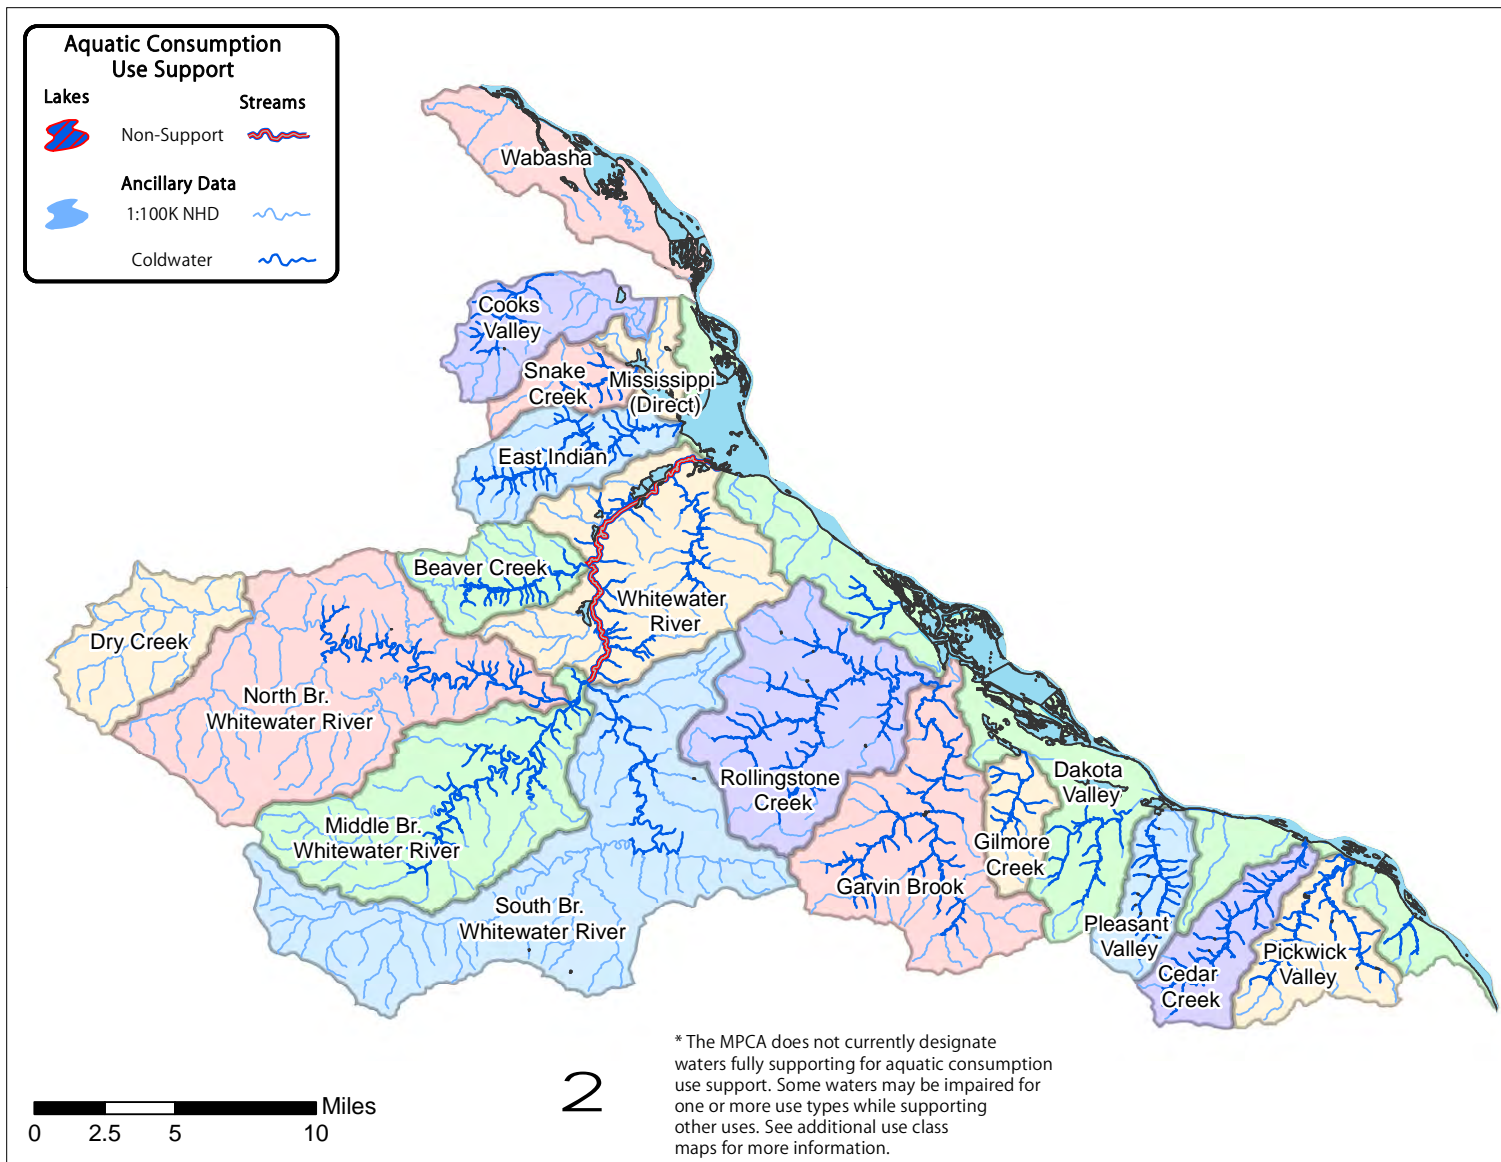 Aquatic Consumption
Use Support
Lakes
Streams
Non-Support
Ancillary Data
1:100K NHD
Coldwater
Wabasha
Cooks
Valley
Snake
Creek
Mississippi
(Direct)
East Indian
Beaver Creek
Whitewater
River
Dry Creek
North Br.
Whitewater River
Rollingstone
Creek
Dakota
Valley
Middle Br.
Whitewater River
Gilmore
Creek
Garvin Brook
South Br.
Whitewater River
Pleasant
Valley
Cedar
Creek
Pickwick
Valley
* The MPCA does not currently designate
waters fully supporting for aquatic consumption
use support. Some waters may be impaired for
one or more use types while supporting
other uses. See additional use class
maps for more information.
2
Miles
0 2.5 5 10